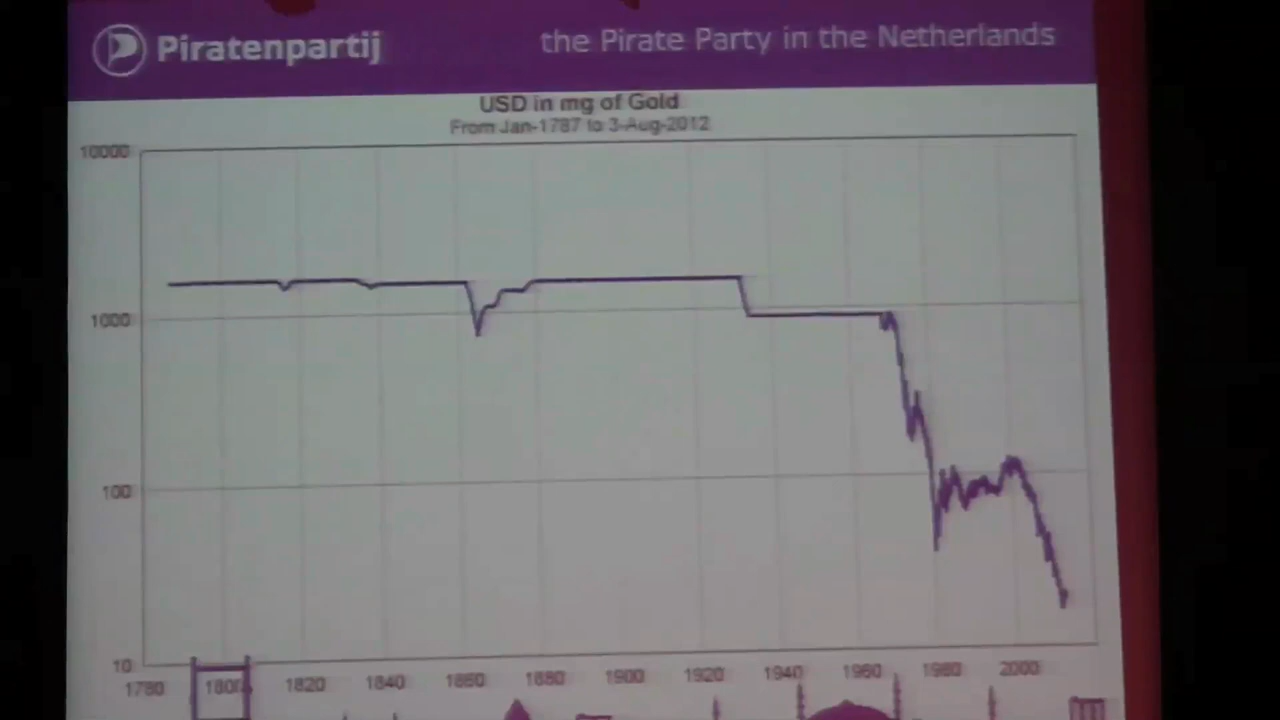 Piratenpartij
the Pirate Party in the Netherlands
USD in mg of Gold
From Jan-1787 to 3-Aug-2012
10000
1000
100
10
1780 1800 1820 1840 1860 1880 1900 1920 1940 1960 1980 2000